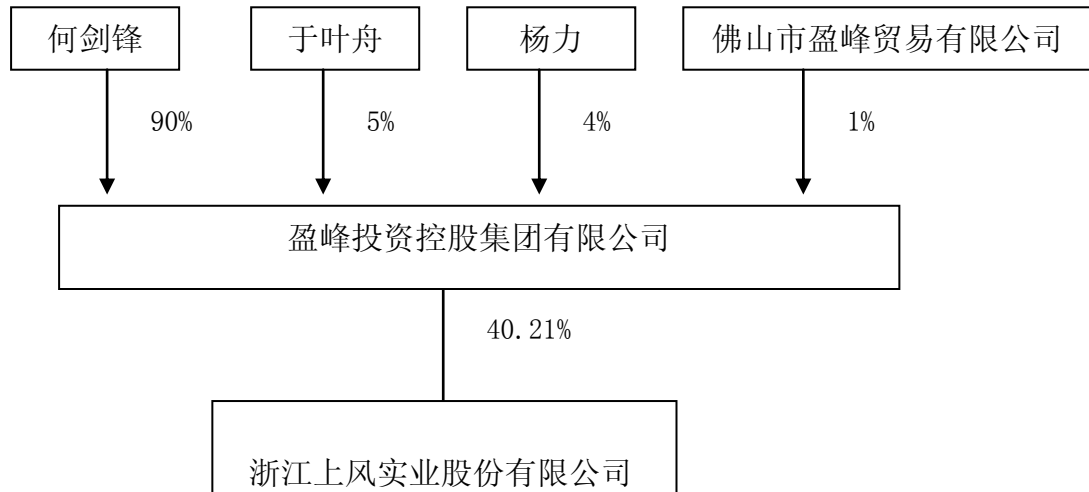 何剑锋 于叶舟 杨力 佛山市盈峰贸易有限公司
90% 5% 4% 1%
盈峰投资控股集团有限公司
40.21%
浙江上风实业股份有限公司